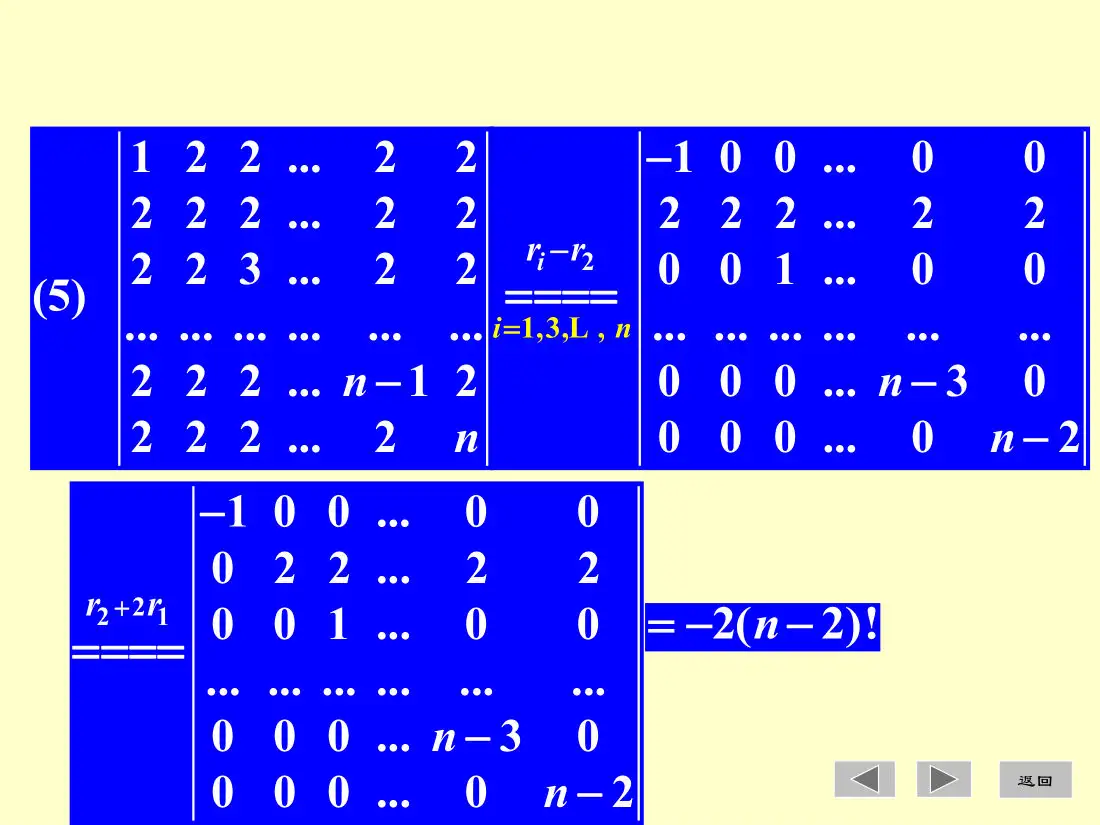 (5)
1 2 2 ... 2 2
2 2 2 ... 2 2
2 2 3 ... 2 2
... ... ... ... ... ...
2 2 2 ... n−1 2
2 2 2 ... 2 n
rᵢ−r₂
====
i=1,3,L , n
−1 0 0 ... 0 0
2 2 2 ... 2 2
0 0 1 ... 0 0
... ... ... ... ... ...
0 0 0 ... n−3 0
0 0 0 ... 0 n−2
r₂+2r₁
====
−1 0 0 ... 0 0
0 2 2 ... 2 2
0 0 1 ... 0 0
... ... ... ... ... ...
0 0 0 ... n−3 0
0 0 0 ... 0 n−2
=−2(n−2)!
返回